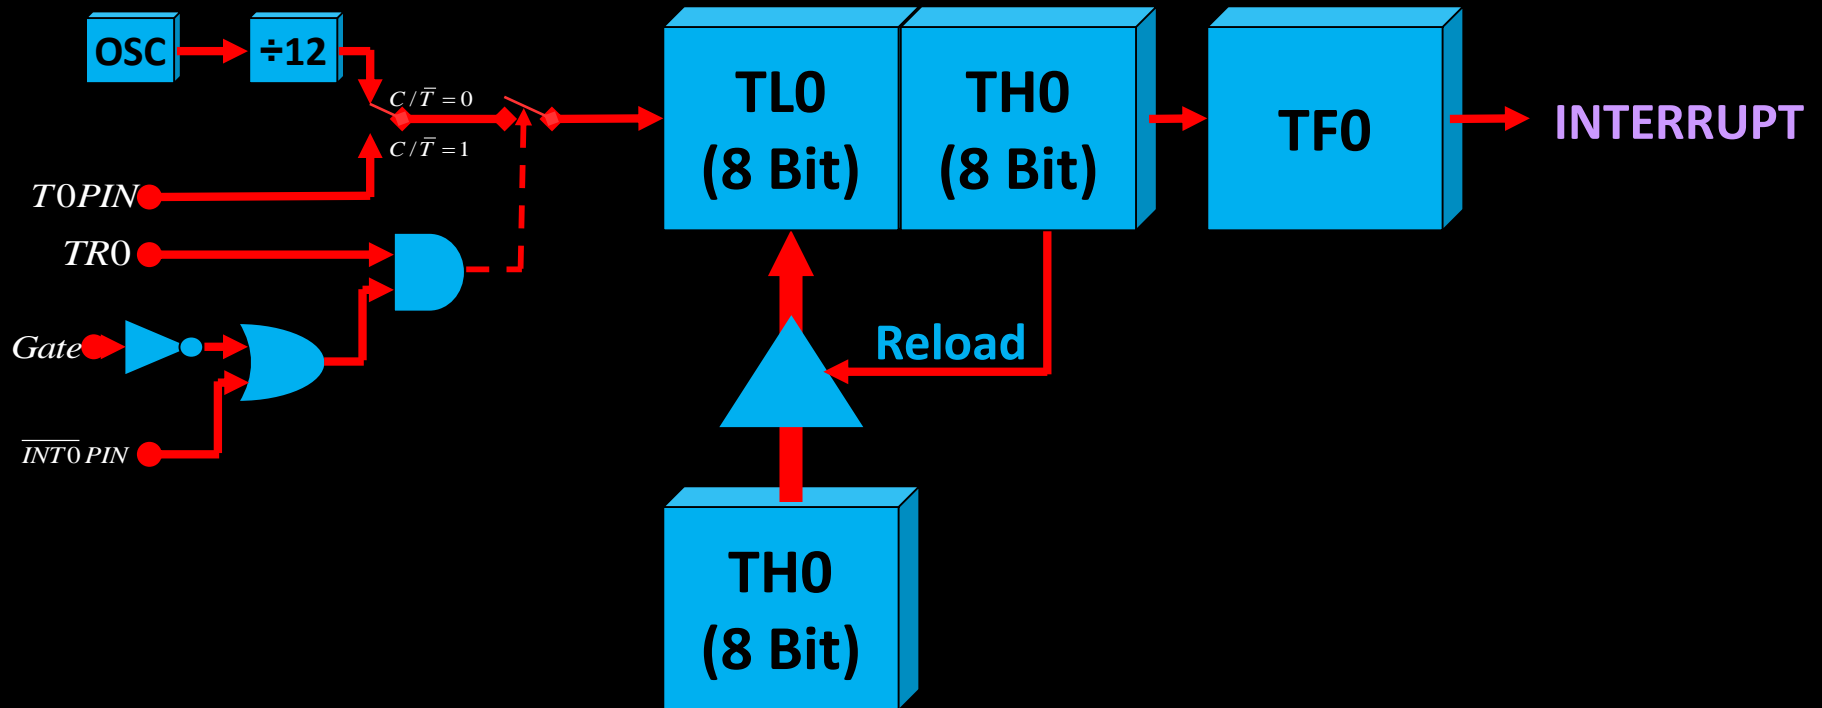 OSC
÷12
C / T̅ = 0
C / T̅ = 1
T0PIN
TR0
Gate
I̅N̅T̅0̅ PIN
TL0
(8 Bit)
TH0
(8 Bit)
TF0
INTERRUPT
Reload
TH0
(8 Bit)